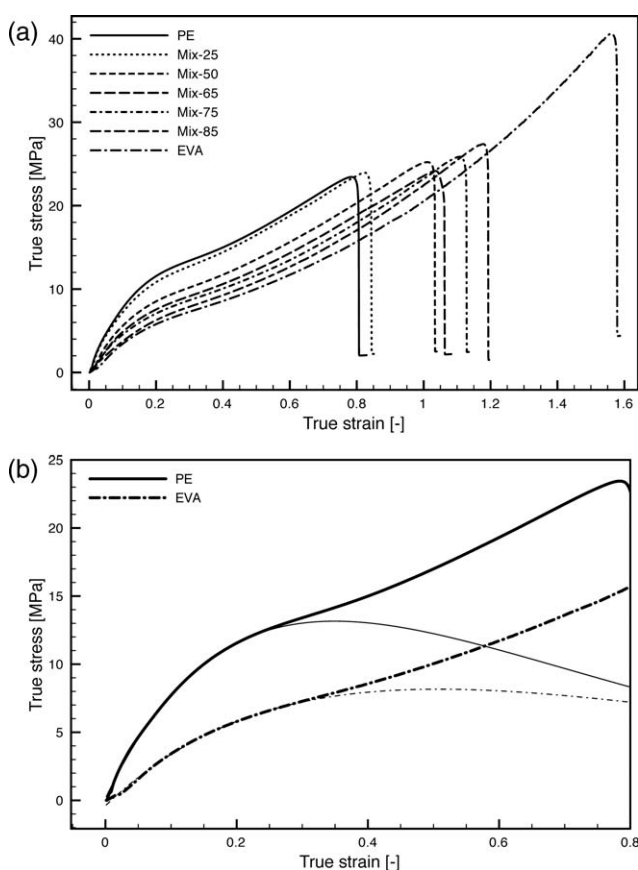 (a)
PE
Mix-25
Mix-50
Mix-65
Mix-75
Mix-85
EVA
40
30
20
10
0
True stress [MPa]
0 0.2 0.4 0.6 0.8 1 1.2 1.4 1.6
True strain [-]
(b)
25
PE
EVA
20
15
10
5
0
True stress [MPa]
0 0.2 0.4 0.6 0.8
True strain [-]